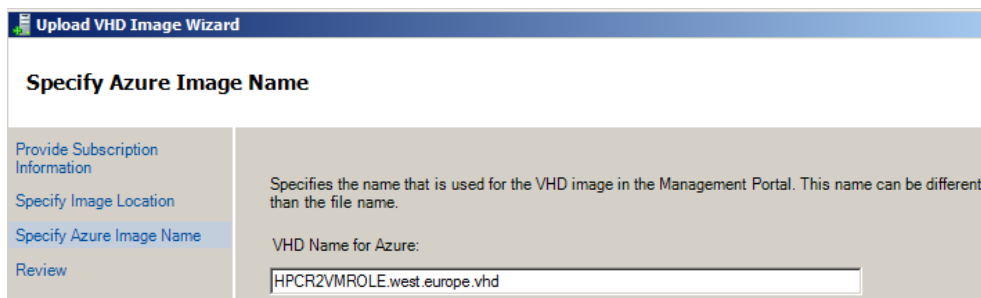 Upload VHD Image Wizard
Specify Azure Image Name
Provide Subscription
Information
Specify Image Location
Specify Azure Image Name
Review
Specifies the name that is used for the VHD image in the Management Portal. This name can be different
than the file name.
VHD Name for Azure:
HPCR2VMROLE.west.europe.vhd